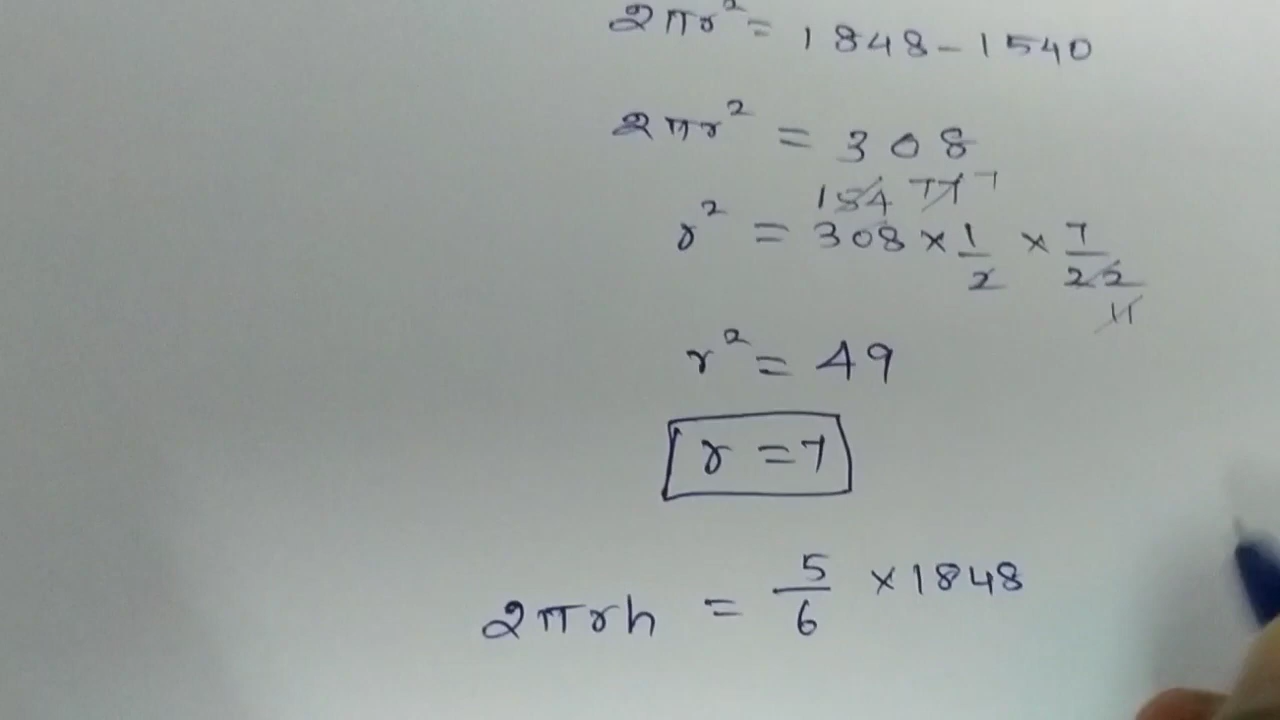 2πr² = 1848 - 1540
2πr² = 308
154 77 7
r² = 308 × 1/2 × 7/22
11
r² = 49
r = 7
2πrh = 5/6 × 1848